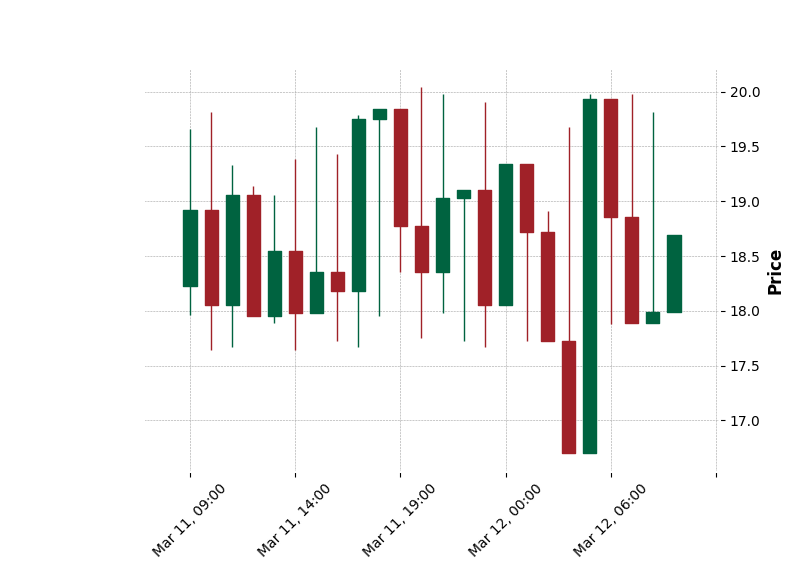 20.0
19.5
19.0
18.5
18.0
17.5
17.0
Price
Mar 11, 09:00
Mar 11, 14:00
Mar 11, 19:00
Mar 12, 00:00
Mar 12, 06:00